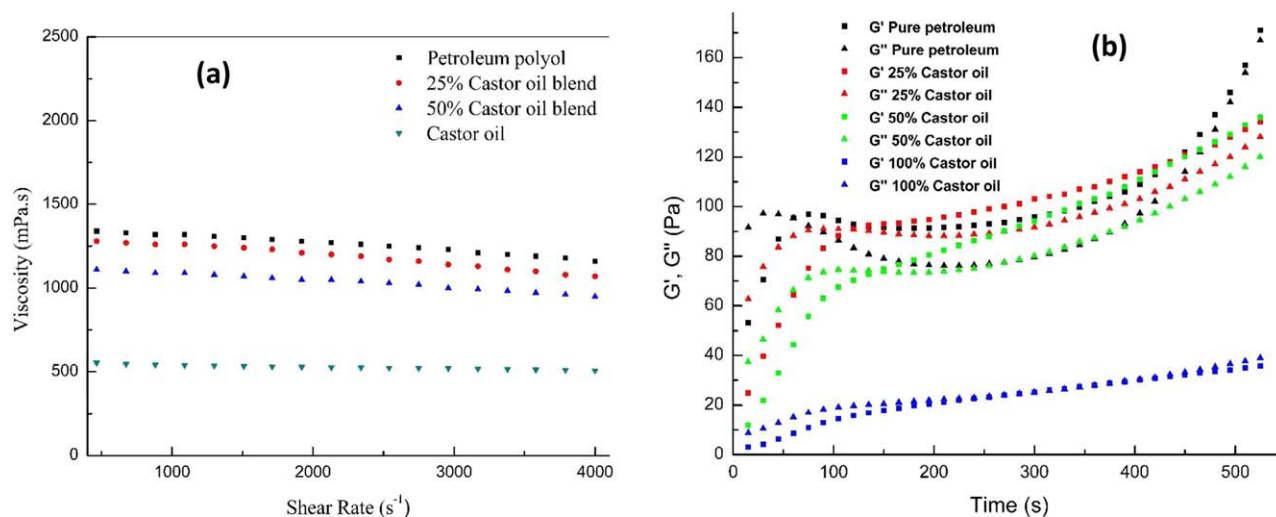 (a)
Petroleum polyol
25% Castor oil blend
50% Castor oil blend
Castor oil
2500
2000
1500
1000
500
0
Viscosity (mPa.s)
1000
2000
3000
4000
Shear Rate (s⁻¹)
(b)
G' Pure petroleum
G'' Pure petroleum
G' 25% Castor oil
G'' 25% Castor oil
G' 50% Castor oil
G'' 50% Castor oil
G' 100% Castor oil
G'' 100% Castor oil
160
140
120
100
80
60
40
20
0
G', G'' (Pa)
0
100
200
300
400
500
Time (s)